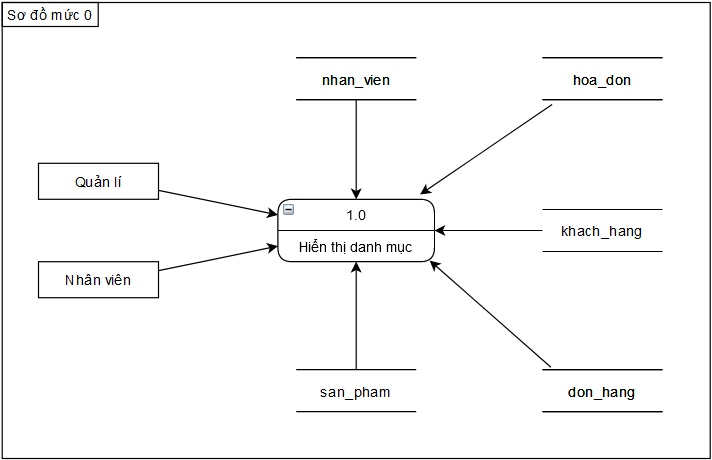 Sơ đồ mức 0
nhan_vien
hoa_don
Quản lí
1.0
khach_hang
Hiển thị danh mục
Nhân viên
san_pham
don_hang